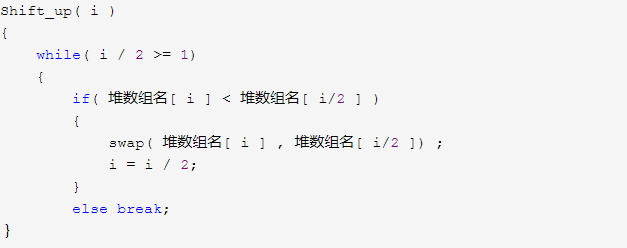 Shift_up( i )
{
    while( i / 2 >= 1)
    {
        if( 堆数组名[ i ] < 堆数组名[ i/2 ] )
        {
            swap( 堆数组名[ i ] , 堆数组名[ i/2 ]) ;
            i = i / 2;
        }
        else break;
}